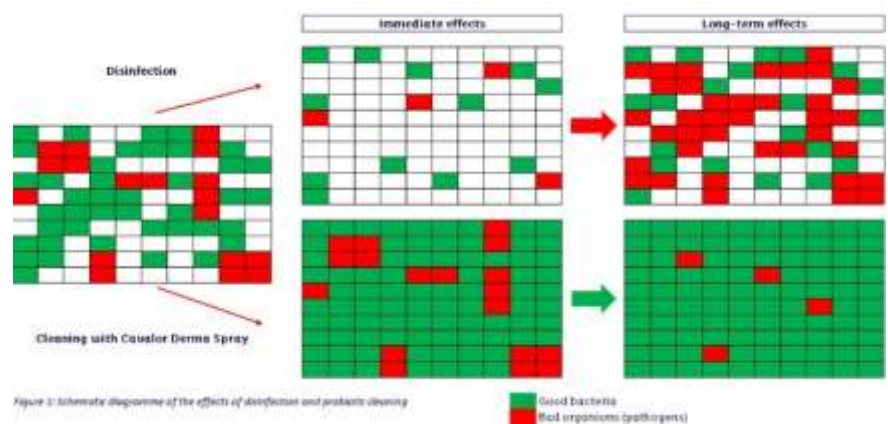 Immediate effects
Long-term effects
Disinfection
Cleaning with Cavalor Derma Spray
Figure 1: Schematic diagramme of the effects of disinfection and probiotic cleaning
Good bacteria
Bad organisms (pathogens)